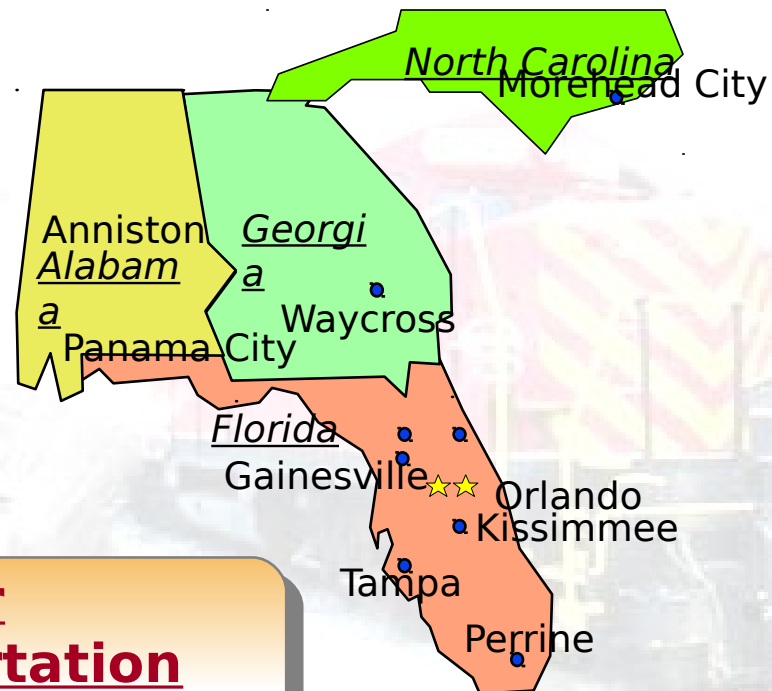 North Carolina
Morehead City
Anniston
Georgi
a
Alabam
a
Waycross
Panama City
Florida
Gainesville
Orlando
Kissimmee
Tampa
Perrine
rtation